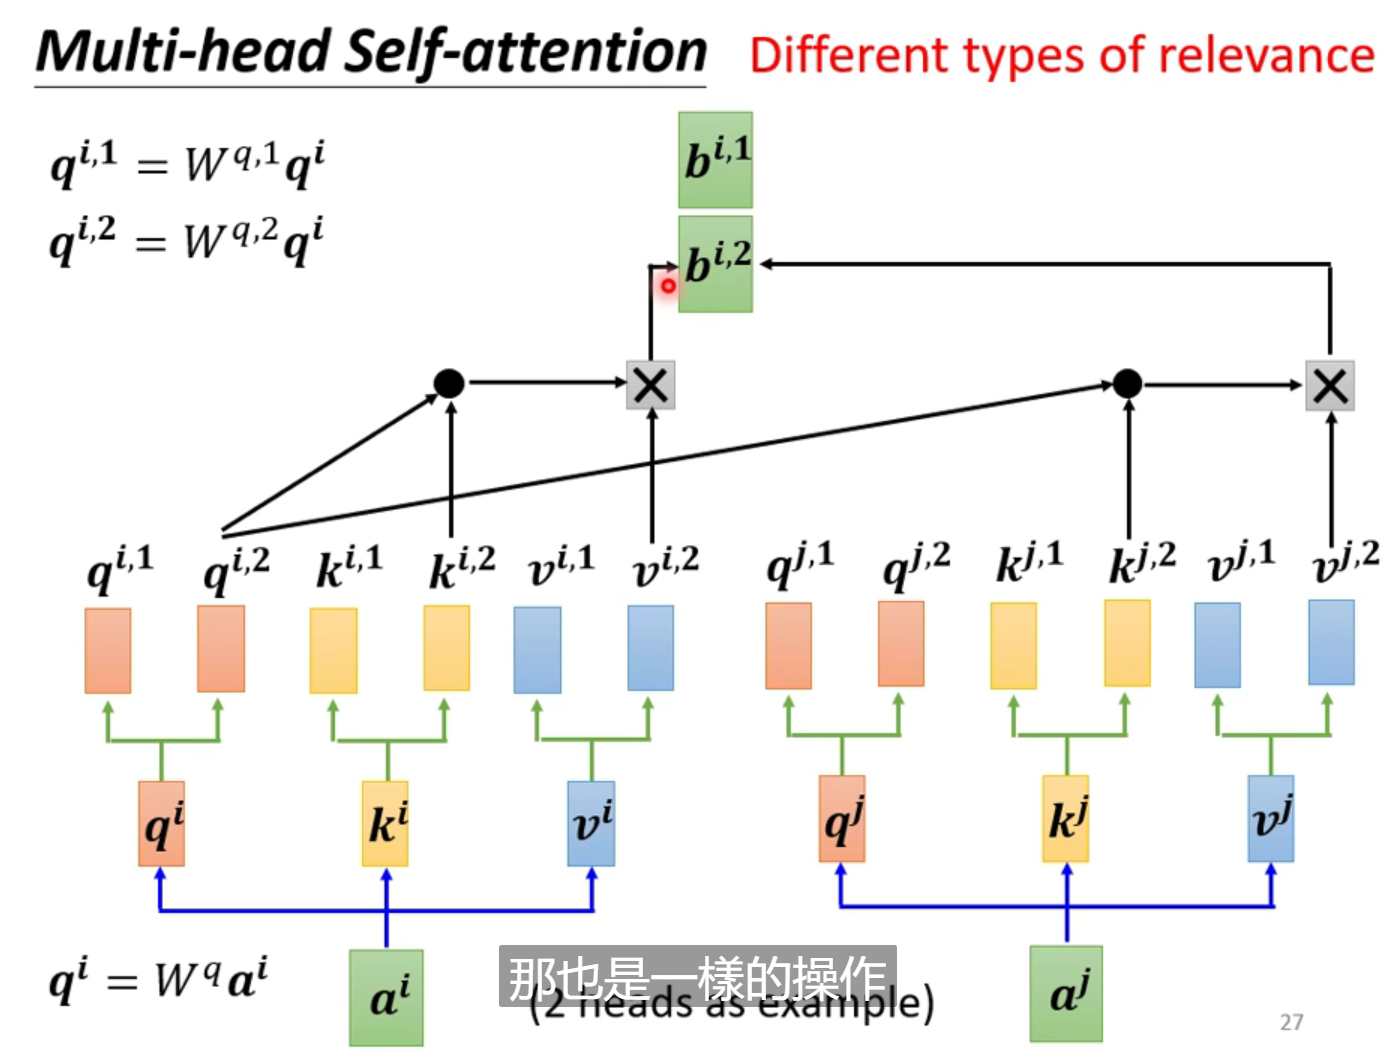 Multi-head Self-attention Different types of relevance
q^{i,1} = W^{q,1}q^i
q^{i,2} = W^{q,2}q^i
b^{i,1}
b^{i,2}
q^{i,1} q^{i,2} k^{i,1} k^{i,2} v^{i,1} v^{i,2} q^{j,1} q^{j,2} k^{j,1} k^{j,2} v^{j,1} v^{j,2}
q^i k^i v^i q^j k^j v^j
q^i = W^q a^i
a^i
a^j
那也是一樣的操作
(2 heads as example)
27